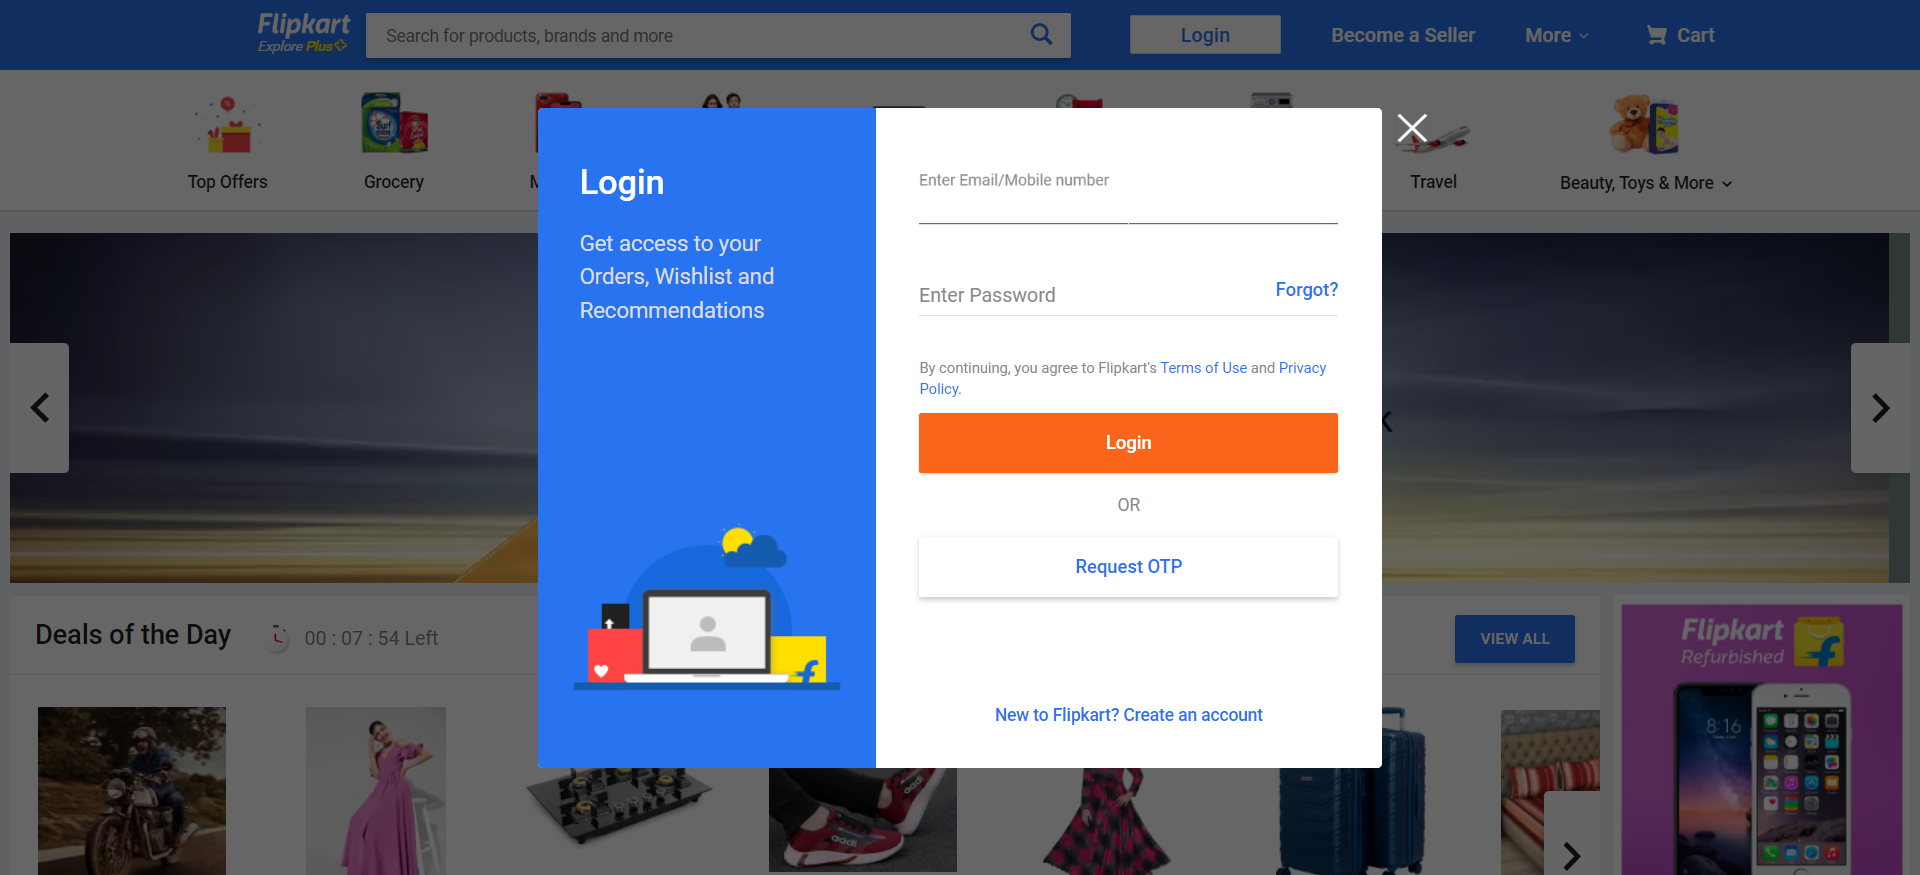 Flipkart
Explore Plus
Search for products, brands and more
Login
Become a Seller
More
Cart
Top Offers
Grocery
Travel
Beauty, Toys & More
Login
Get access to your
Orders, Wishlist and
Recommendations
Enter Email/Mobile number
Enter Password
Forgot?
By continuing, you agree to Flipkart's Terms of Use and Privacy
Policy.
Login
OR
Request OTP
New to Flipkart? Create an account
Deals of the Day
00 : 07 : 54 Left
VIEW ALL
Flipkart
Refurbished
8:16
aadi
aadi